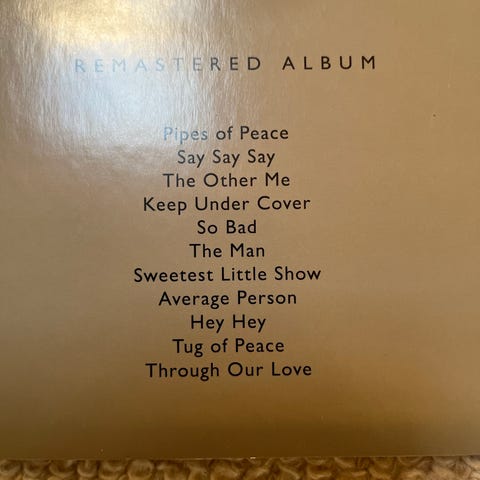 REMASTERED ALBUM
Pipes of Peace
Say Say Say
The Other Me
Keep Under Cover
So Bad
The Man
Sweetest Little Show
Average Person
Hey Hey
Tug of Peace
Through Our Love